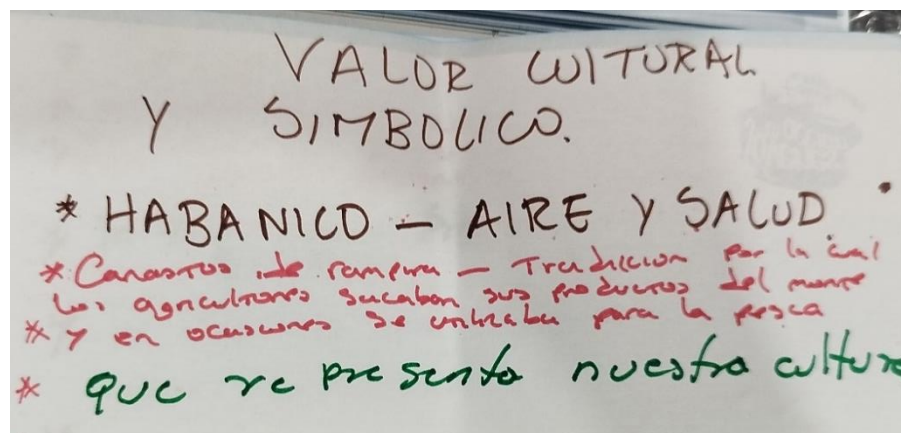 VALOR CULTURAL
Y SIMBOLICO.
* HABANICO – AIRE Y SALUD.
* Canastos de rampira – Tradicion por la cual
los agricultores sacaban sus productos del monte
* y en ocasiones se utilizaba para la pesca
* que representa nuestra cultura